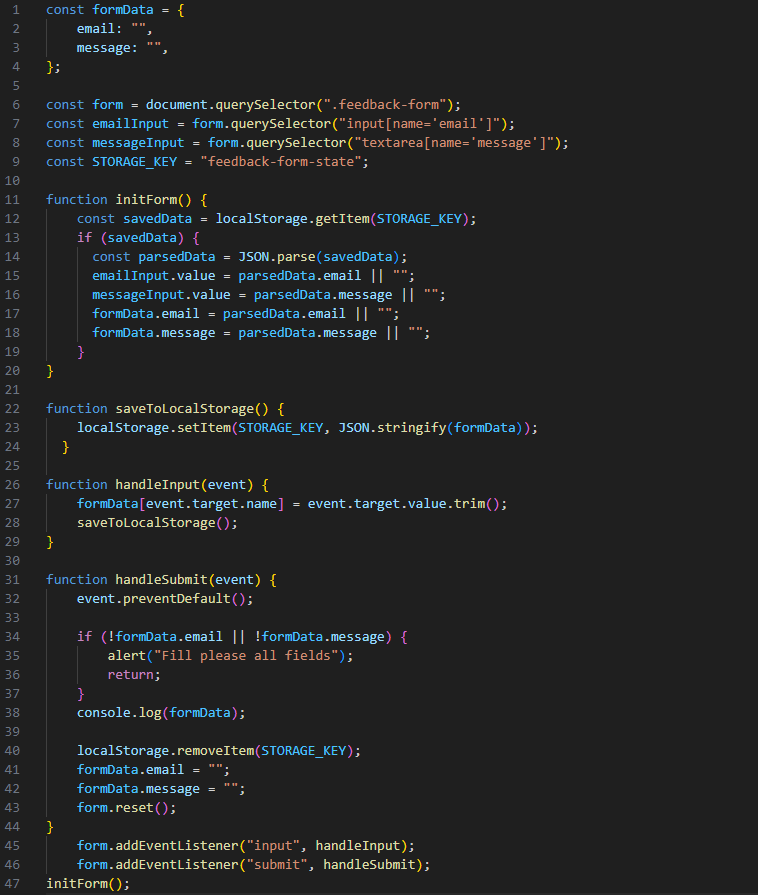 1 const formData = {
2     email: "",
3     message: "",
4 };
5
6 const form = document.querySelector(".feedback-form");
7 const emailInput = form.querySelector("input[name='email']");
8 const messageInput = form.querySelector("textarea[name='message']");
9 const STORAGE_KEY = "feedback-form-state";
10
11 function initForm() {
12     const savedData = localStorage.getItem(STORAGE_KEY);
13     if (savedData) {
14       const parsedData = JSON.parse(savedData);
15       emailInput.value = parsedData.email || "";
16       messageInput.value = parsedData.message || "";
17       formData.email = parsedData.email || "";
18       formData.message = parsedData.message || "";
19     }
20 }
21
22 function saveToLocalStorage() {
23     localStorage.setItem(STORAGE_KEY, JSON.stringify(formData));
24   }
25
26 function handleInput(event) {
27     formData[event.target.name] = event.target.value.trim();
28     saveToLocalStorage();
29 }
30
31 function handleSubmit(event) {
32     event.preventDefault();
33
34     if (!formData.email || !formData.message) {
35         alert("Fill please all fields");
36         return;
37     }
38     console.log(formData);
39
40     localStorage.removeItem(STORAGE_KEY);
41     formData.email = "";
42     formData.message = "";
43     form.reset();
44 }
45     form.addEventListener("input", handleInput);
46     form.addEventListener("submit", handleSubmit);
47 initForm();